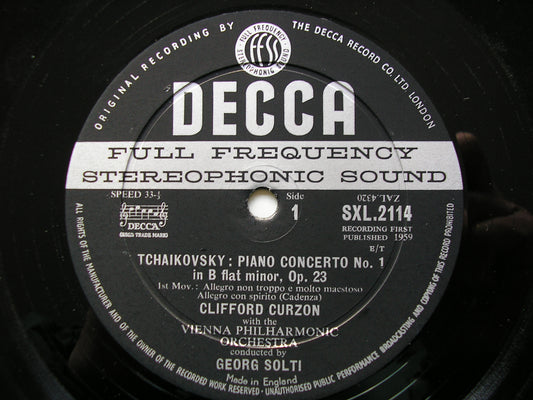 ORIGINAL RECORDING BY THE DECCA RECORD CO. LTD. LONDON
FULL FREQUENCY
FFSS
STEREOPHONIC SOUND
DECCA
FULL FREQUENCY
STEREOPHONIC SOUND
SPEED 33⅓
Side
1
ZAL.4320
SXL.2114
DECCA
REGD. TRADE MARK
RECORDING FIRST
PUBLISHED 1959
E/T
TCHAIKOVSKY : PIANO CONCERTO No. 1
in B flat minor, Op. 23
1st Mov.: Allegro non troppo e molto maestoso
Allegro con spirito (Cadenza)
CLIFFORD CURZON
with the
VIENNA PHILHARMONIC
ORCHESTRA
conducted by
GEORG SOLTI
Made in England
ALL RIGHTS OF THE MANUFACTURER AND OF THE OWNER OF THE RECORDED WORK RESERVED · UNAUTHORISED PUBLIC PERFORMANCE BROADCASTING AND COPYING OF THIS RECORD PROHIBITED